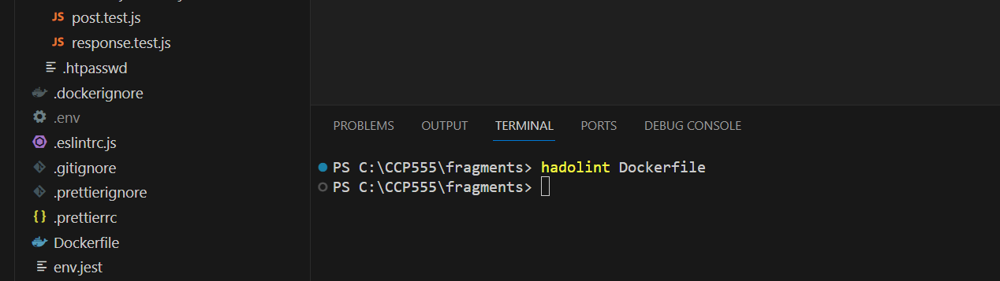 JS post.test.js
JS response.test.js
.htpasswd
.dockerignore
.env
.eslintrc.js
.gitignore
.prettierignore
{} .prettierrc
Dockerfile
env.jest
PROBLEMS OUTPUT TERMINAL PORTS DEBUG CONSOLE
PS C:\CCP555\fragments> hadolint Dockerfile
PS C:\CCP555\fragments>